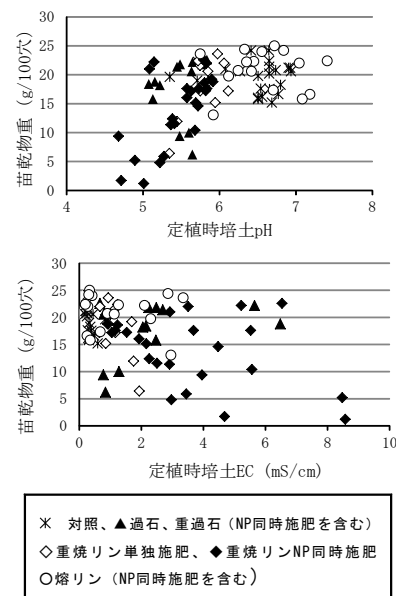 30
25
20
15
10
5
0
苗乾物重 (g/100穴)
4 5 6 7 8
定植時培土pH
30
25
20
15
10
5
0
苗乾物重 (g/100穴)
0 2 4 6 8 10
定植時培土EC (mS/cm)
対照、▲過石、重過石(NP同時施肥を含む)
◇重焼リン単独施肥、◆重焼リンNP同時施肥
○熔リン (NP同時施肥を含む)